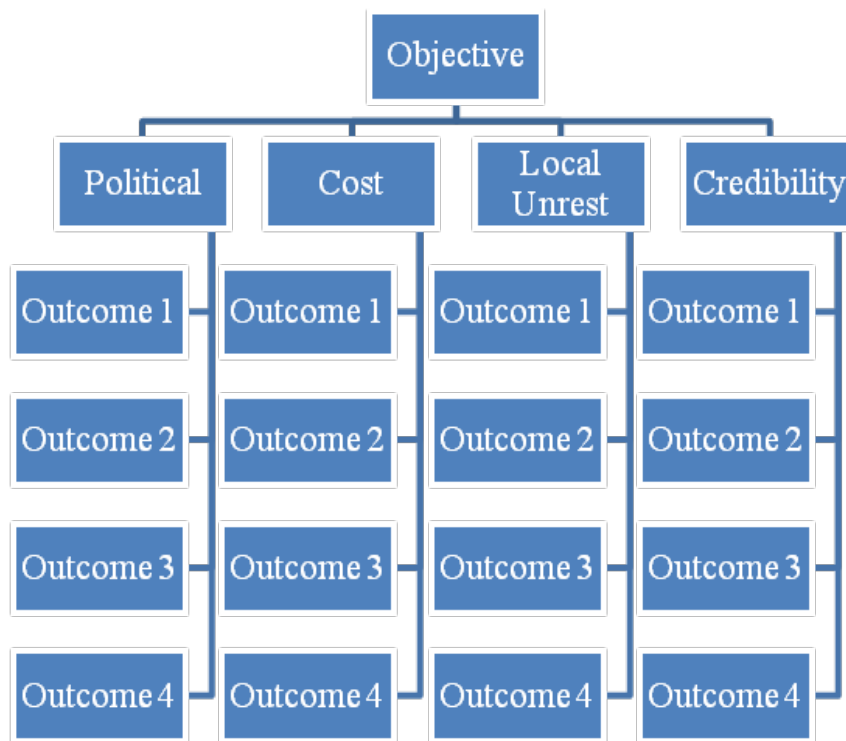 Objective
Political
Cost
Local
Unrest
Credibility
Outcome 1
Outcome 1
Outcome 1
Outcome 1
Outcome 2
Outcome 2
Outcome 2
Outcome 2
Outcome 3
Outcome 3
Outcome 3
Outcome 3
Outcome 4
Outcome 4
Outcome 4
Outcome 4